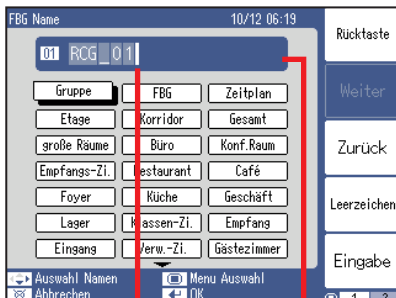 FBG Name 10/12 06:19
01 RCG_01
Gruppe FBG Zeitplan
Etage Korridor Gesamt
große Räume Büro Konf.Raum
Empfangs-Zi. Restaurant Café
Foyer Küche Geschäft
Lager Klassen-Zi. Empfang
Eingang Verw.-Zi. Gästezimmer
Auswahl Namen Menu Auswahl
Abbrechen OK
Rücktaste
Weiter
Zurück
Leerzeichen
Eingabe
1 2